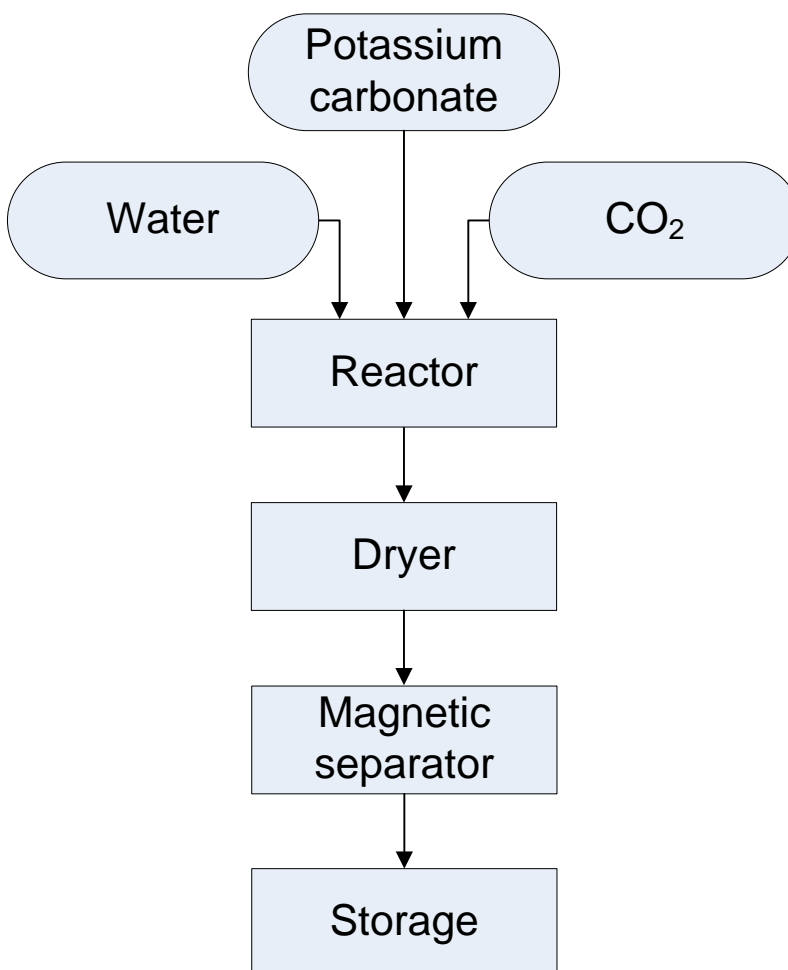 Potassium
carbonate
Water
CO₂
Reactor
Dryer
Magnetic
separator
Storage